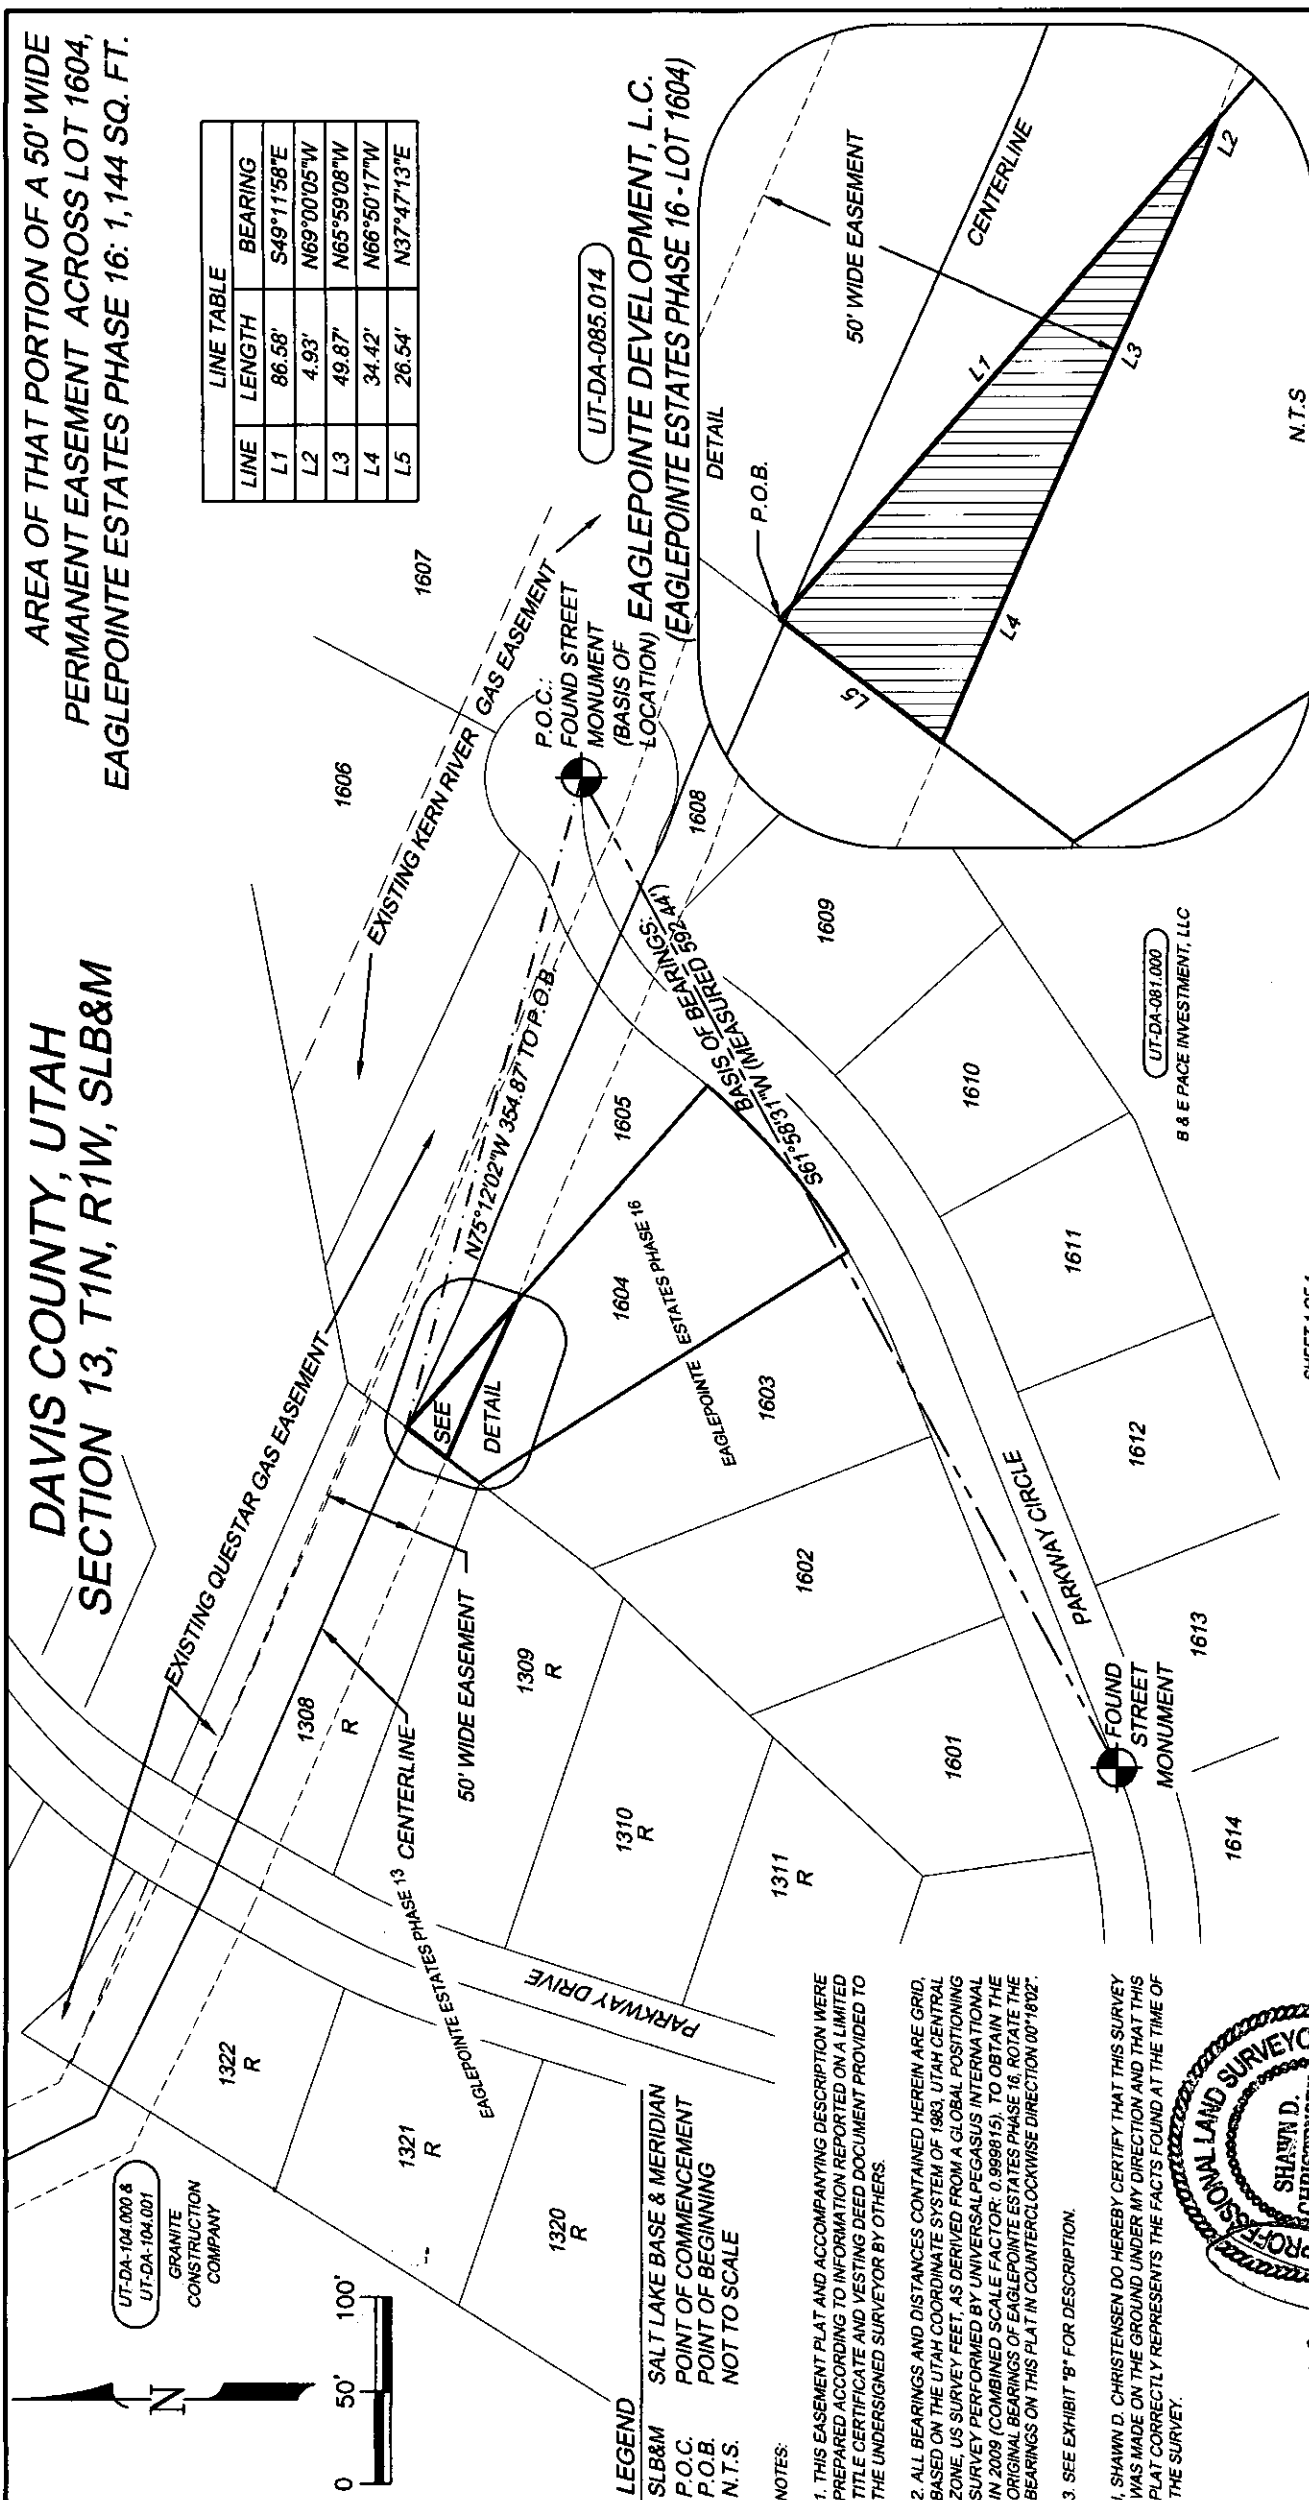 DAVIS COUNTY, UTAH
SECTION 13, T1N, R1W, SLB&M
AREA OF THAT PORTION OF A 50' WIDE
PERMANENT EASEMENT ACROSS LOT 1604,
EAGLEPOINTE ESTATES PHASE 16: 1,144 SQ. FT.
LINE TABLE
LINE LENGTH BEARING
L1 86.58' S49°11'58"E
L2 4.93' N69°00'05"W
L3 49.87' N65°59'08"W
L4 34.42' N66°50'17"W
L5 26.54' N37°47'13"E
UT-DA-085.014
EAGLEPOINTE DEVELOPMENT, L.C.
(EAGLEPOINTE ESTATES PHASE 16 - LOT 1604)
DETAIL
P.O.B.
50' WIDE EASEMENT
CENTERLINE
L1
L2
L3
L4
L5
N.T.S
UT-DA-104.000 &
UT-DA-104.001
GRANITE
CONSTRUCTION
COMPANY
N
0 50' 100'
EXISTING QUESTAR GAS EASEMENT
EXISTING KERN RIVER GAS EASEMENT
P.O.C.:
FOUND STREET
MONUMENT
(BASIS OF
LOCATION)
N75°12'02"W 354.87' TO P.O.B.
BASIS OF BEARINGS:
S61°58'31"W (MEASURED 592.44')
SEE
DETAIL
CENTERLINE
50' WIDE EASEMENT
EAGLEPOINTE ESTATES PHASE 13
EAGLEPOINTE ESTATES PHASE 16
PARKWAY DRIVE
PARKWAY CIRCLE
FOUND
STREET
MONUMENT
1322
R
1321
R
1320
R
1308
R
1309
R
1310
R
1311
R
1601
1602
1603
1604
1605
1606
1607
1608
1609
1610
1611
1612
1613
1614
UT-DA-081.000
B & E PACE INVESTMENT, LLC
LEGEND
SLB&M SALT LAKE BASE & MERIDIAN
P.O.C. POINT OF COMMENCEMENT
P.O.B. POINT OF BEGINNING
N.T.S. NOT TO SCALE
NOTES:
1. THIS EASEMENT PLAT AND ACCOMPANYING DESCRIPTION WERE
PREPARED ACCORDING TO INFORMATION REPORTED ON A LIMITED
TITLE CERTIFICATE AND VESTING DEED DOCUMENT PROVIDED TO
THE UNDERSIGNED SURVEYOR BY OTHERS.
2. ALL BEARINGS AND DISTANCES CONTAINED HEREIN ARE GRID,
BASED ON THE UTAH COORDINATE SYSTEM OF 1983, UTAH CENTRAL
ZONE, US SURVEY FEET, AS DERIVED FROM A GLOBAL POSITIONING
SURVEY PERFORMED BY UNIVERSALPEGASUS INTERNATIONAL
IN 2009 (COMBINED SCALE FACTOR: 0.999815). TO OBTAIN THE
ORIGINAL BEARINGS OF EAGLEPOINTE ESTATES PHASE 16, ROTATE THE
BEARINGS ON THIS PLAT IN COUNTERCLOCKWISE DIRECTION 00°18'02".
3. SEE EXHIBIT "B" FOR DESCRIPTION.
I, SHAWN D. CHRISTENSEN DO HEREBY CERTIFY THAT THIS SURVEY
WAS MADE ON THE GROUND UNDER MY DIRECTION AND THAT THIS
PLAT CORRECTLY REPRESENTS THE FACTS FOUND AT THE TIME OF
THE SURVEY.
SHAWN D.